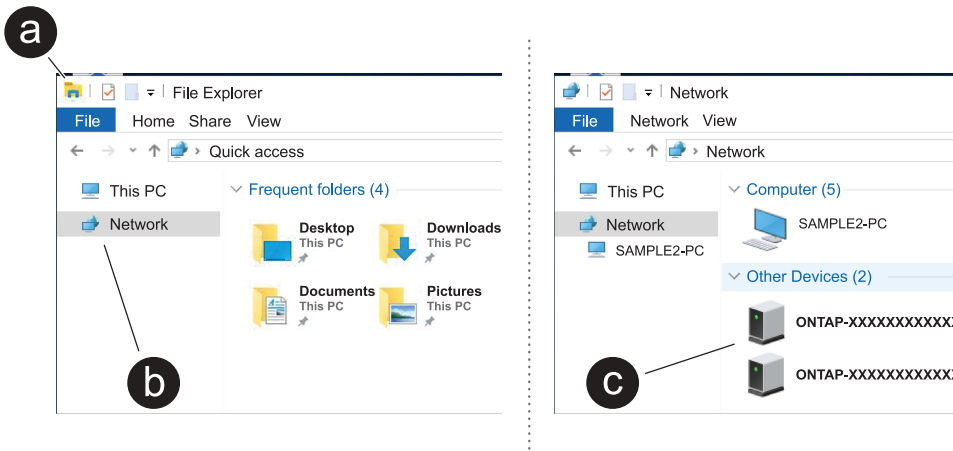 a
File Explorer
File Home Share View
Quick access
This PC
Network
Frequent folders (4)
Desktop
This PC
Downloads
This PC
Documents
This PC
Pictures
This PC
b
Network
File Network View
Network
This PC
Network
SAMPLE2-PC
Computer (5)
SAMPLE2-PC
Other Devices (2)
ONTAP-XXXXXXXXXXX
ONTAP-XXXXXXXXXXX
c